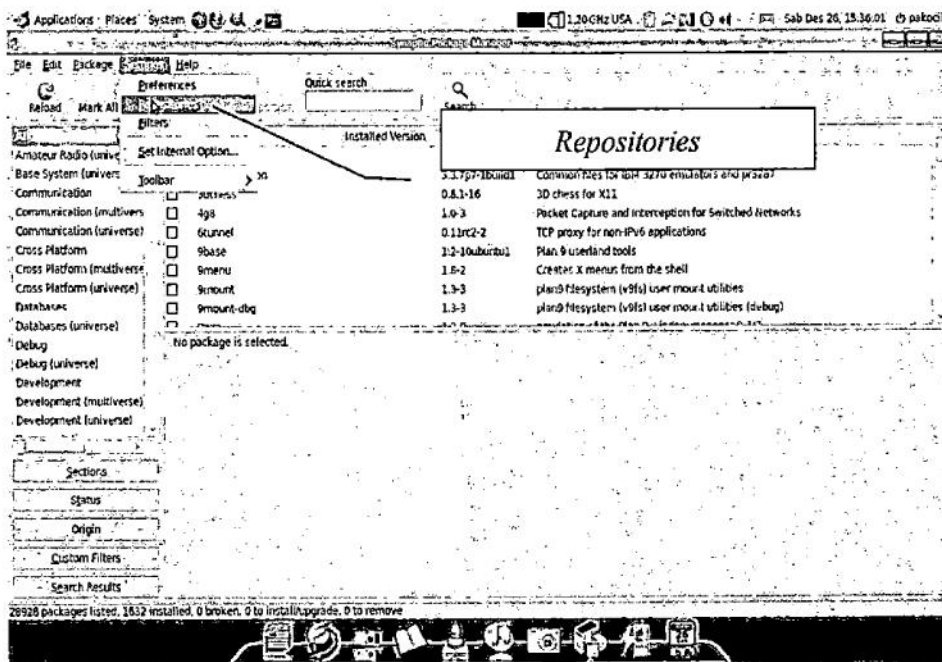 Applications Places System 1.20GHz USA Sab Des 26, 15.36.01 pakoci
Synaptic Package Manager
File Edit Package Help
Reload Mark All Quick search Search
Preferences
Filters
Set Internal Option...
Toolbar
Repositories
Installed Version
Amateur Radio (unive
Base System (univers 3.3.7p7-1build1 Common files for
Communication 0.8.1-16 3D chess for X11
Communication (multivers 4g8 1.0-3 Packet Capture and Interception for Switched Networks
Communication (universe) 6tunnel 0.11rc2-2 TCP proxy for non-IPv6 applications
Cross Platform 9base 1:2-10ubuntu1 Plan 9 userland tools
Cross Platform (multiverse 9menu 1.8-2 Creates X menus from the shell
Cross Platform (universe) 9mount 1.3-3 plan9 filesystem (v9fs) user mount utilities
Databases 9mount-dbg 1.3-3 plan9 filesystem (v9fs) user mount utilities (debug)
Databases (universe)
Debug
No package is selected.
Debug (universe)
Development
Development (multiverse)
Development (universe)
Sections
Status
Origin
Custom Filters
Search Results
28928 packages listed, 1632 installed, 0 broken. 0 to install/upgrade, 0 to remove